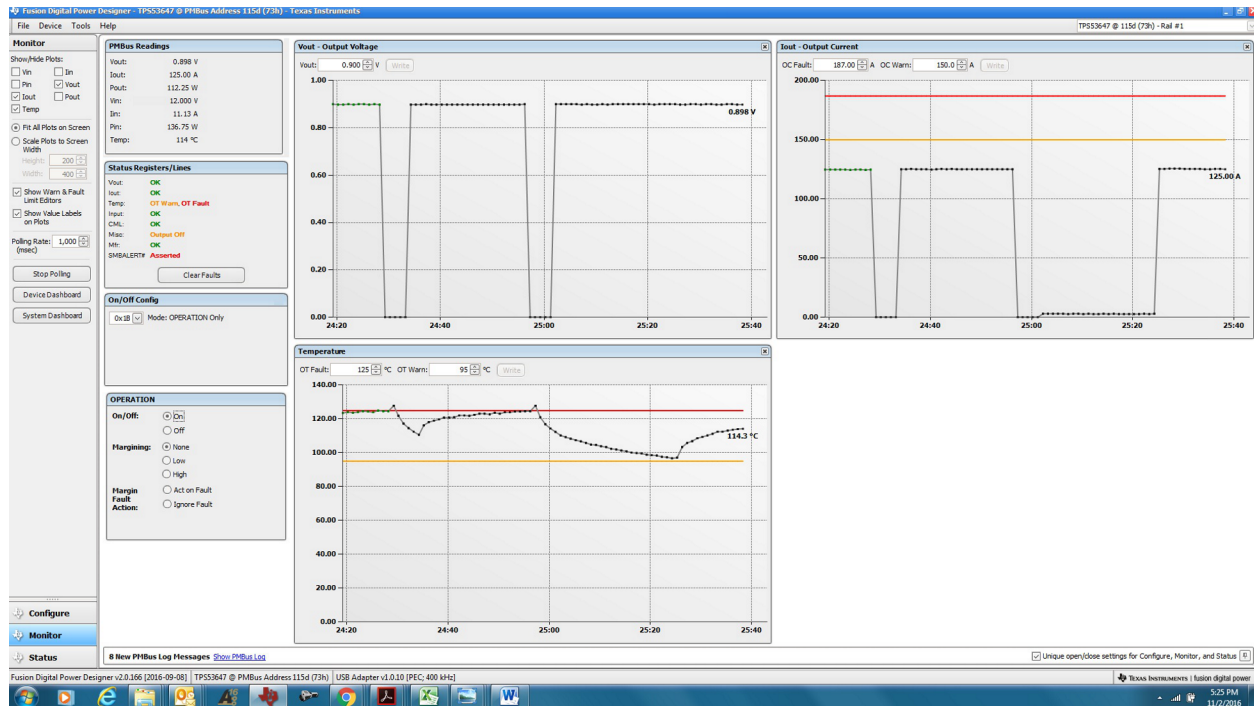 Fusion Digital Power Designer - TPS53647 @ PMBus Address 115d (73h) - Texas Instruments
File Device Tools Help
TPS53647 @ 115d (73h) - Rail #1
Monitor
Show/Hide Plots:
Vin Iin
Pin Vout
Iout Pout
Temp
Fit All Plots on Screen
Scale Plots to Screen
Width
Height: 200
Width: 400
Show Warn & Fault
Limit Editors
Show Value Labels
on Plots
Polling Rate: 1,000
(msec)
Stop Polling
Device Dashboard
System Dashboard
PMBus Readings
Vout: 0.898 V
Iout: 125.00 A
Pout: 112.25 W
Vin: 12.000 V
Iin: 11.13 A
Pin: 136.75 W
Temp: 114 °C
Status Registers/Lines
Vout: OK
Iout: OK
Temp: OT Warn, OT Fault
Input: OK
CML: OK
Misc: Output Off
Mfr: OK
SMBALERT# Asserted
Clear Faults
On/Off Config
0x1B Mode: OPERATION Only
OPERATION
On/Off: On
Off
Margining: None
Low
High
Margin Fault Action: Act on Fault
Ignore Fault
Vout - Output Voltage
Vout: 0.900 V Write
1.00
0.80
0.60
0.40
0.20
0.00
0.898 V
24:20 24:40 25:00 25:20 25:40
Iout - Output Current
OC Fault: 187.00 A OC Warn: 150.0 A Write
200.00
150.00
100.00
50.00
0.00
125.00 A
24:20 24:40 25:00 25:20 25:40
Temperature
OT Fault: 125 °C OT Warn: 95 °C Write
140.00
120.00
100.00
80.00
60.00
40.00
20.00
0.00
114.3 °C
24:20 24:40 25:00 25:20 25:40
Configure
Monitor
Status
8 New PMBus Log Messages Show PMBus Log
Unique open/close settings for Configure, Monitor, and Status
Fusion Digital Power Designer v2.0.166 [2016-09-08] TPS53647 @ PMBus Address 115d (73h) USB Adapter v1.0.10 [PEC; 400 kHz]
TEXAS INSTRUMENTS | fusion digital power
5:25 PM
11/2/2016